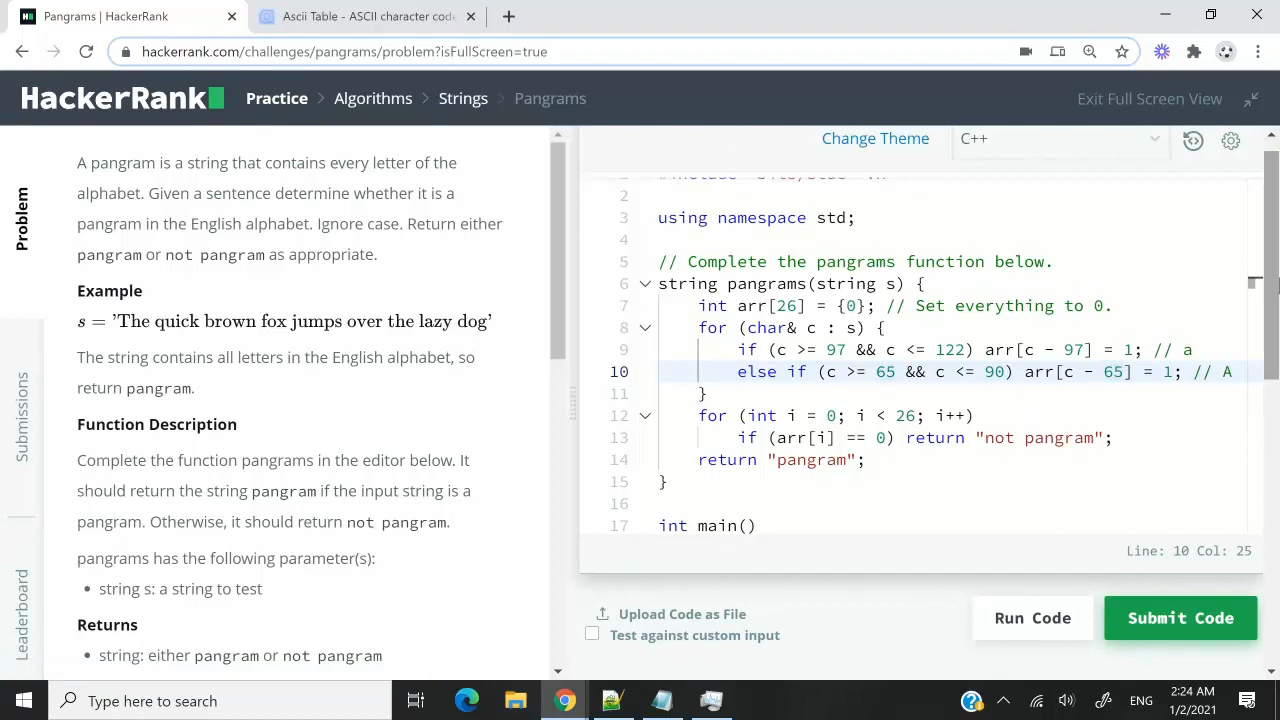 Pangrams | HackerRank
Ascii Table - ASCII character code
hackerrank.com/challenges/pangrams/problem?isFullScreen=true
HackerRank
Practice > Algorithms > Strings > Pangrams
Exit Full Screen View
Problem
Submissions
Leaderboard
A pangram is a string that contains every letter of the
alphabet. Given a sentence determine whether it is a
pangram in the English alphabet. Ignore case. Return either
pangram or not pangram as appropriate.
Example
s = 'The quick brown fox jumps over the lazy dog'
The string contains all letters in the English alphabet, so
return pangram.
Function Description
Complete the function pangrams in the editor below. It
should return the string pangram if the input string is a
pangram. Otherwise, it should return not pangram.
pangrams has the following parameter(s):
• string s: a string to test
Returns
• string: either pangram or not pangram
Change Theme
C++
2
3 using namespace std;
4
5 // Complete the pangrams function below.
6 string pangrams(string s) {
7 int arr[26] = {0}; // Set everything to 0.
8 for (char& c : s) {
9 if (c >= 97 && c <= 122) arr[c - 97] = 1; // a
10 else if (c >= 65 && c <= 90) arr[c - 65] = 1; // A
11 }
12 for (int i = 0; i < 26; i++)
13 if (arr[i] == 0) return "not pangram";
14 return "pangram";
15 }
16
17 int main()
Line: 10 Col: 25
Upload Code as File
Test against custom input
Run Code
Submit Code
Type here to search
ENG
2:24 AM
1/2/2021